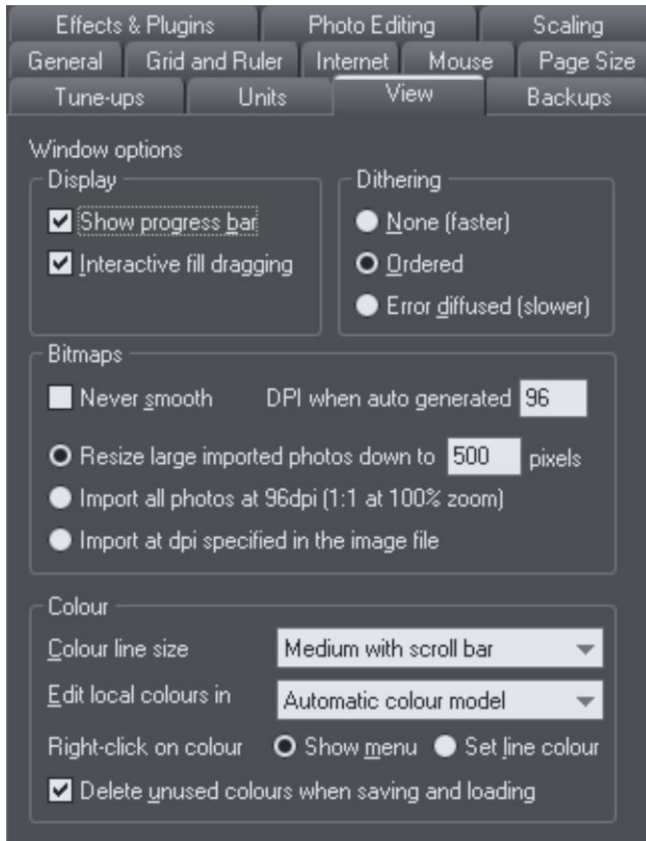 Effects & Plugins Photo Editing Scaling
General Grid and Ruler Internet Mouse Page Size
Tune-ups Units View Backups
Window options
Display
Show progress bar
Interactive fill dragging
Dithering
None (faster)
Ordered
Error diffused (slower)
Bitmaps
Never smooth DPI when auto generated 96
Resize large imported photos down to 500 pixels
Import all photos at 96dpi (1:1 at 100% zoom)
Import at dpi specified in the image file
Colour
Colour line size Medium with scroll bar
Edit local colours in Automatic colour model
Right-click on colour Show menu Set line colour
Delete unused colours when saving and loading